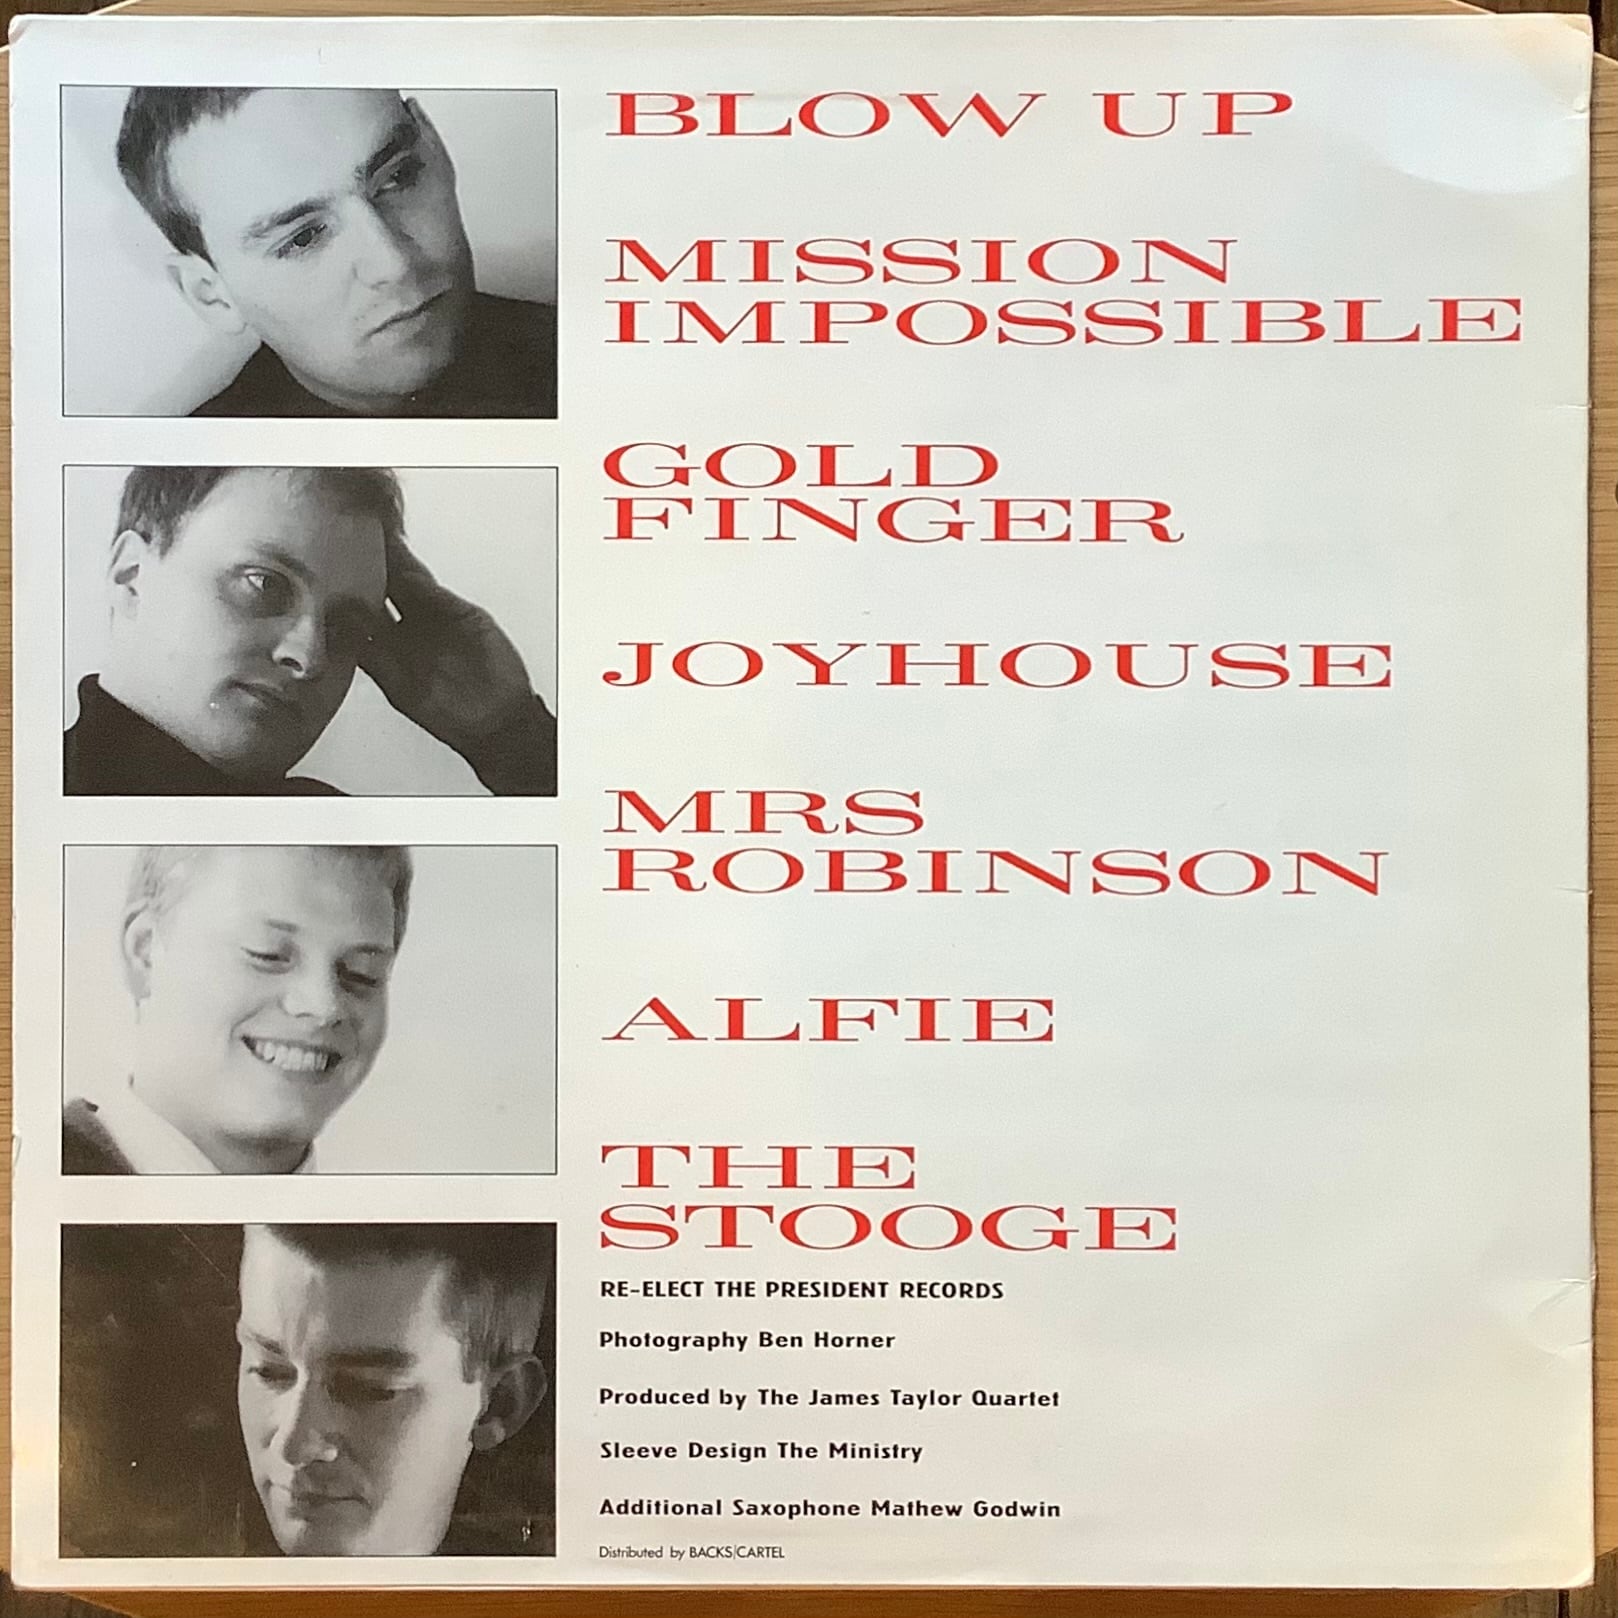 BLOW UP
MISSION
IMPOSSIBLE
GOLD
FINGER
JOYHOUSE
MRS
ROBINSON
ALFIE
THE
STOOGE
RE-ELECT THE PRESIDENT RECORDS
Photography Ben Horner
Produced by The James Taylor Quartet
Sleeve Design The Ministry
Additional Saxophone Mathew Godwin
Distributed by BACKS/CARTEL